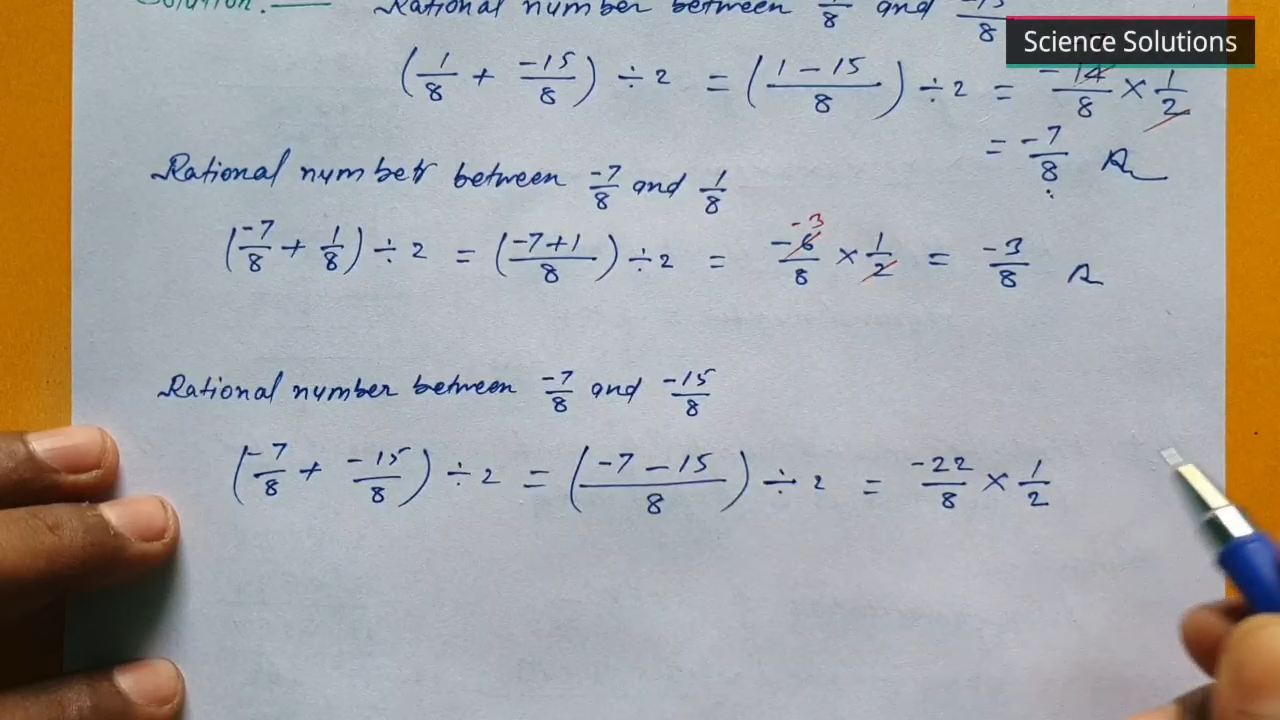 Solution.— Rational number between 1/8 and -15/8
Science Solutions
(1/8 + -15/8) ÷ 2 = (1 - 15/8) ÷ 2 = -14/8 × 1/2
= -7/8
Rational number between -7/8 and 1/8
(-7/8 + 1/8) ÷ 2 = (-7+1/8) ÷ 2 = -6/8 × 1/2 = -3/8
-3
Rational number between -7/8 and -15/8
(-7/8 + -15/8) ÷ 2 = (-7 - 15/8) ÷ 2 = -22/8 × 1/2